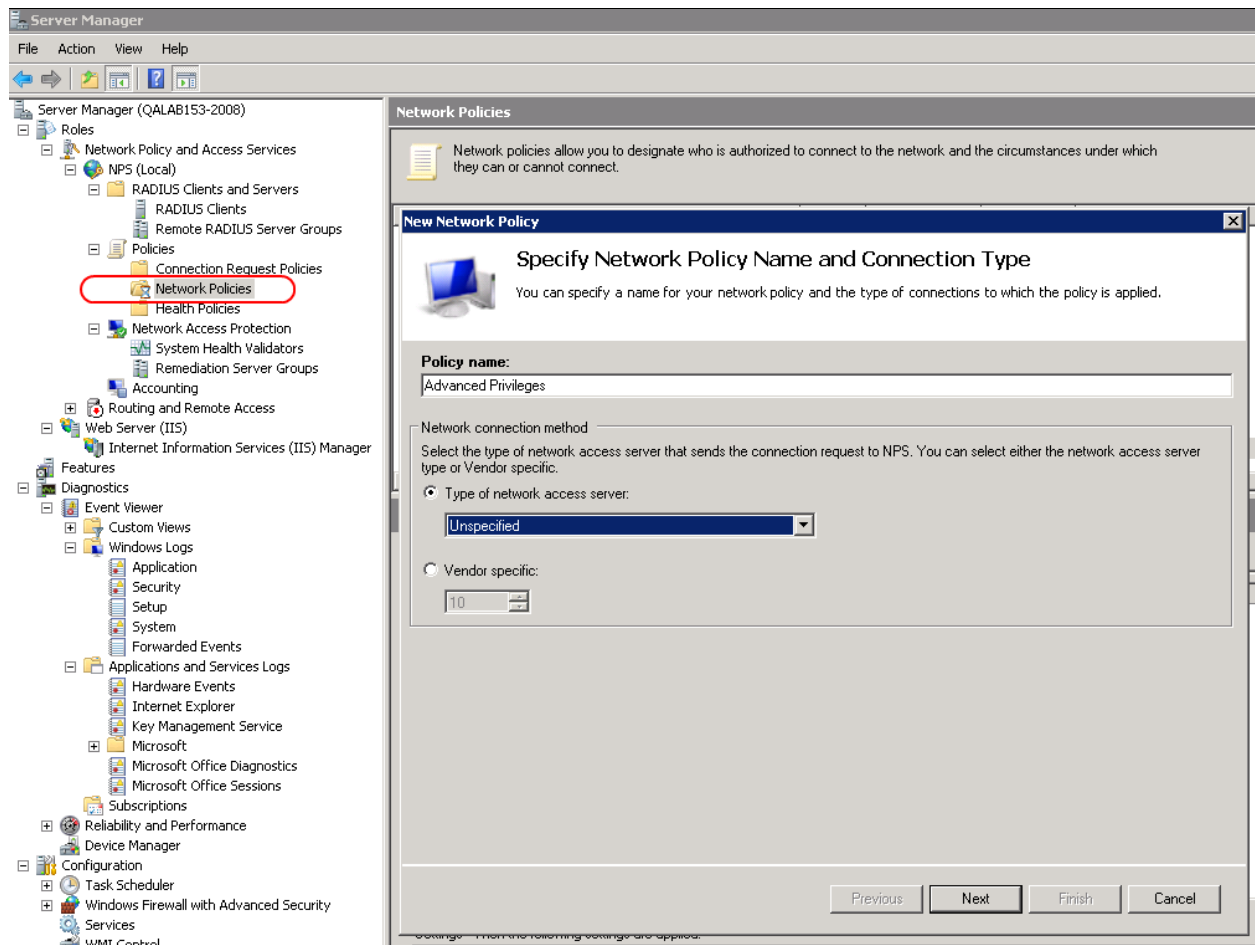 Server Manager
File Action View Help
Server Manager (QALAB153-2008)
Roles
Network Policy and Access Services
NPS (Local)
RADIUS Clients and Servers
RADIUS Clients
Remote RADIUS Server Groups
Policies
Connection Request Policies
Network Policies
Health Policies
Network Access Protection
System Health Validators
Remediation Server Groups
Accounting
Routing and Remote Access
Web Server (IIS)
Internet Information Services (IIS) Manager
Features
Diagnostics
Event Viewer
Custom Views
Windows Logs
Application
Security
Setup
System
Forwarded Events
Applications and Services Logs
Hardware Events
Internet Explorer
Key Management Service
Microsoft
Microsoft Office Diagnostics
Microsoft Office Sessions
Subscriptions
Reliability and Performance
Device Manager
Configuration
Task Scheduler
Windows Firewall with Advanced Security
Services
WMI Control
Network Policies
Network policies allow you to designate who is authorized to connect to the network and the circumstances under which
they can or cannot connect.
New Network Policy
Specify Network Policy Name and Connection Type
You can specify a name for your network policy and the type of connections to which the policy is applied.
Policy name:
Advanced Privileges
Network connection method
Select the type of network access server that sends the connection request to NPS. You can select either the network access server
type or Vendor specific.
Type of network access server:
Unspecified
Vendor specific:
10
Previous Next Finish Cancel
Settings - Then the following settings are applied: